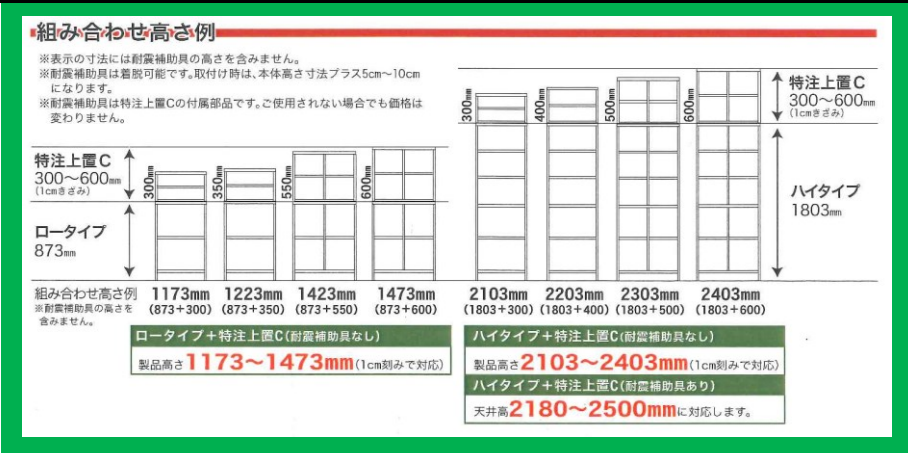 組み合わせ高さ例
※表示の寸法には耐震補助具の高さを含みません。
※耐震補助具は着脱可能です。取付け時は、本体高さ寸法プラス5cm〜10cm
になります。
※耐震補助具は特注上置Cの付属部品です。ご使用されない場合でも価格は
変わりません。
特注上置C
300〜600mm
(1cmきざみ)
300mm
350mm
550mm
600mm
ロータイプ
873mm
300mm
400mm
500mm
600mm
特注上置C
300〜600mm
(1cmきざみ)
ハイタイプ
1803mm
組み合わせ高さ例 1173mm 1223mm 1423mm 1473mm 2103mm 2203mm 2303mm 2403mm
※耐震補助具の高さを (873+300) (873+350) (873+550) (873+600) (1803+300) (1803+400) (1803+500) (1803+600)
含みません。
ロータイプ+特注上置C(耐震補助具なし)
製品高さ1173〜1473mm(1cm刻みで対応)
ハイタイプ+特注上置C(耐震補助具なし)
製品高さ2103〜2403mm(1cm刻みで対応)
ハイタイプ+特注上置C(耐震補助具あり)
天井高2180〜2500mmに対応します。